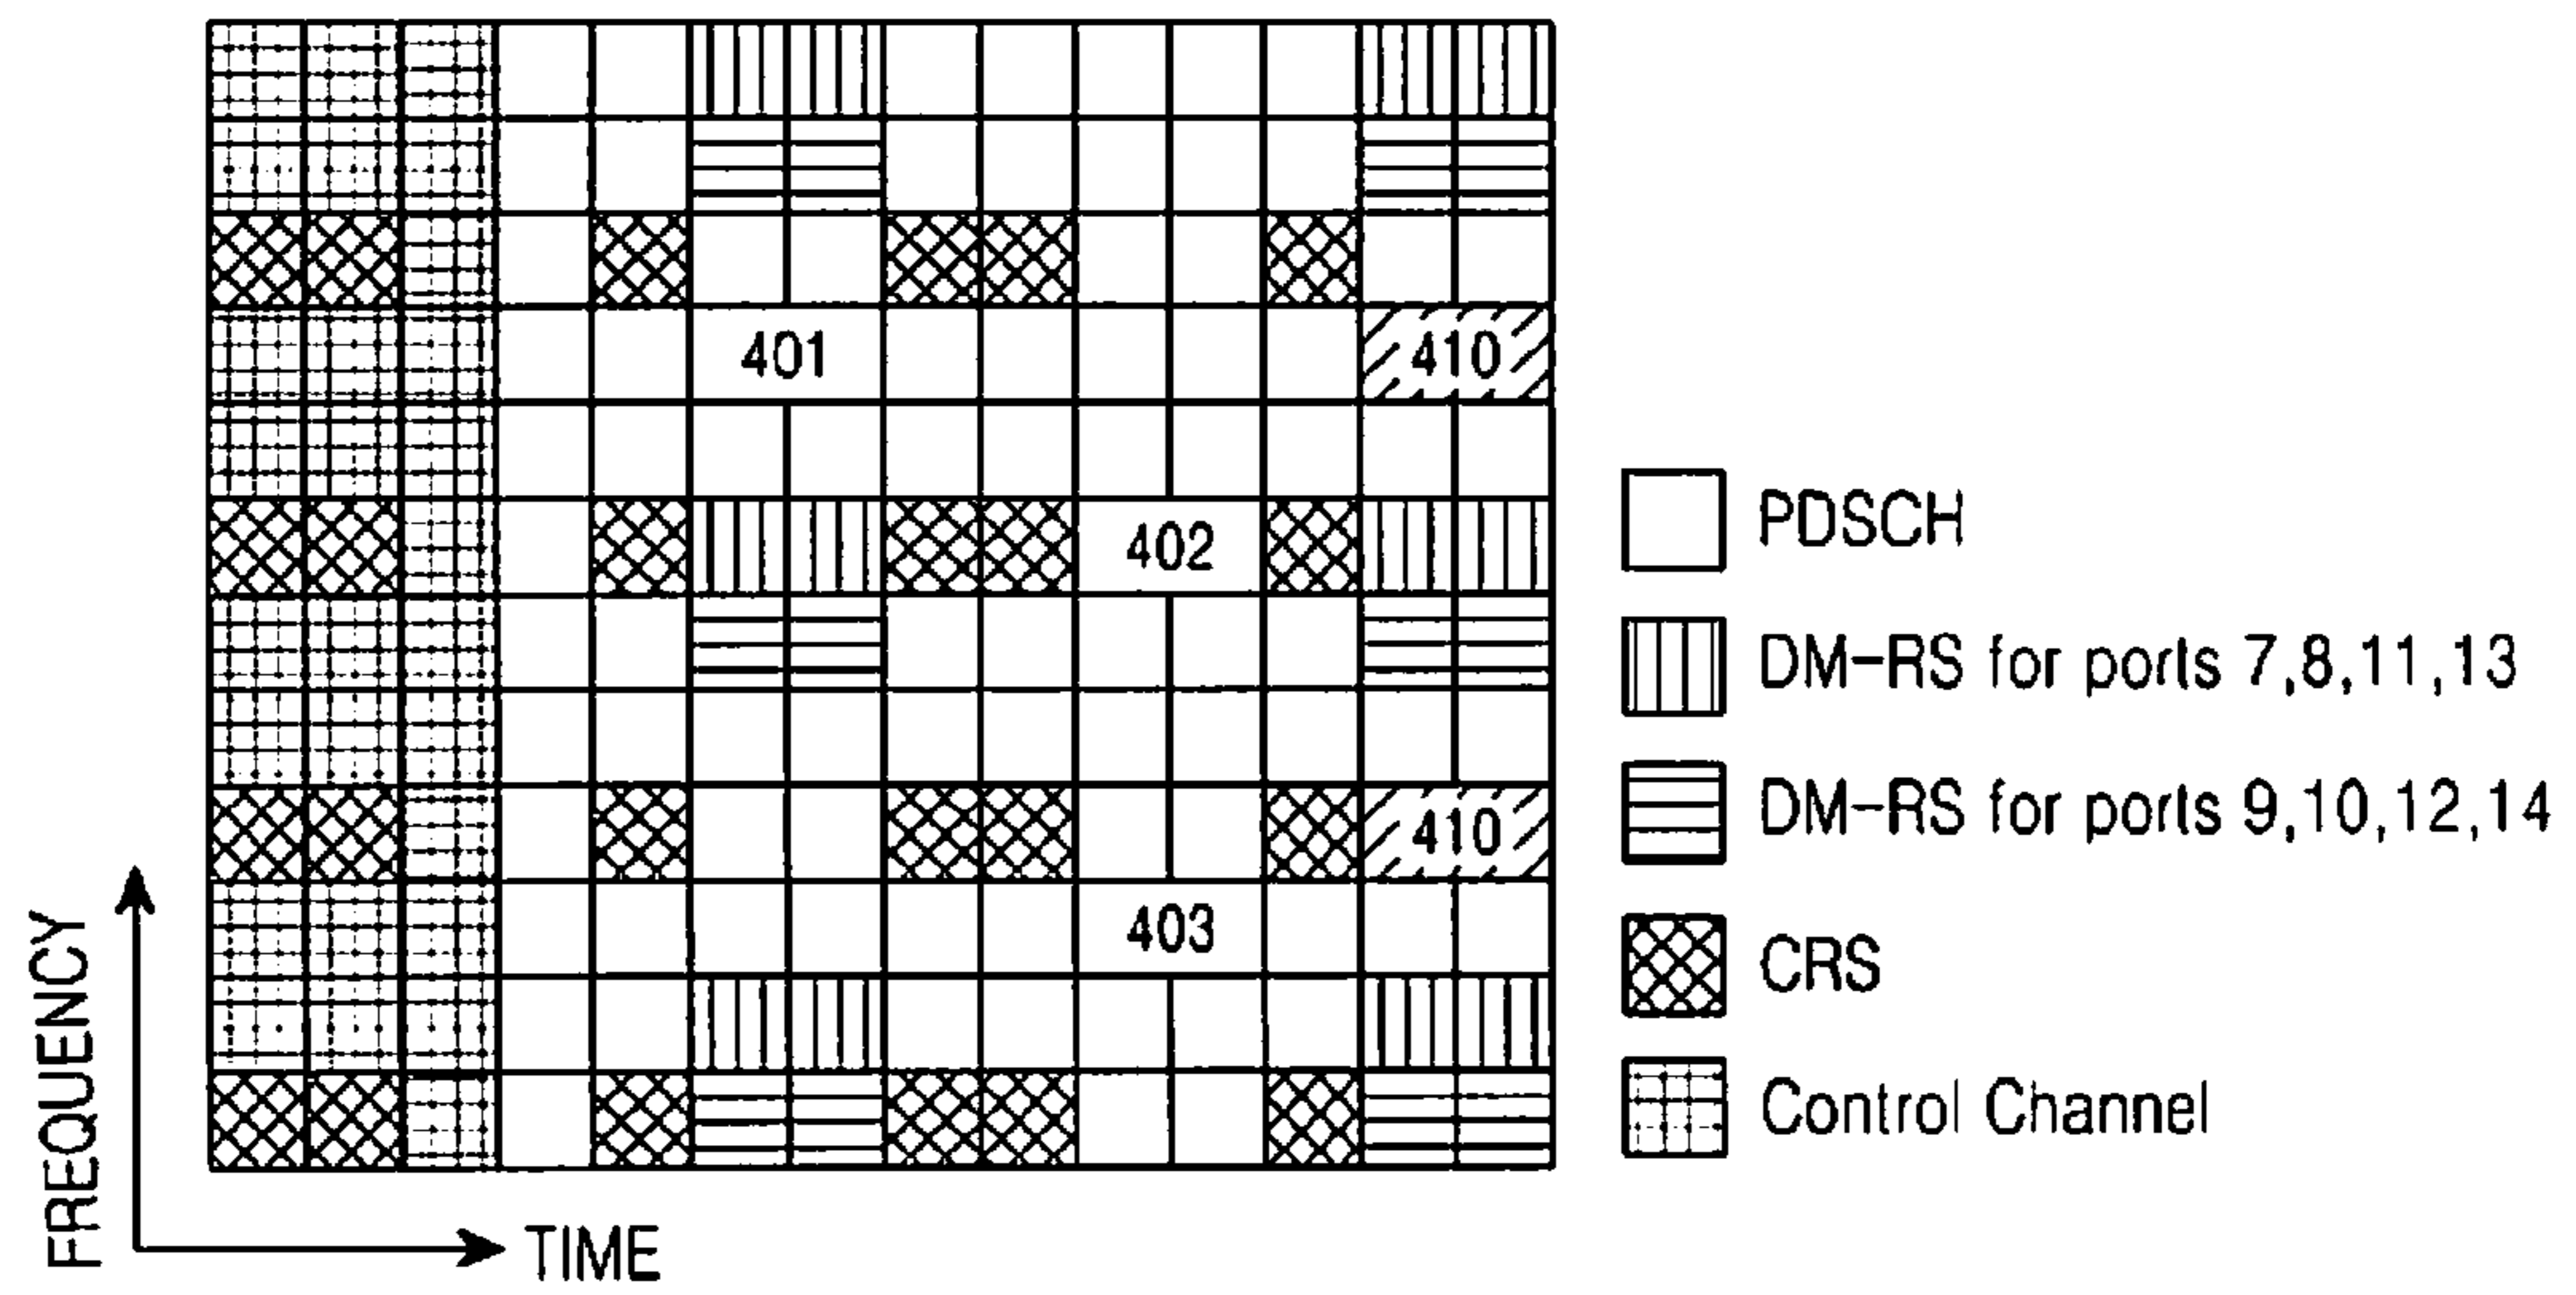 401
410
402
410
403
PDSCH
DM-RS for ports 7,8,11,13
DM-RS for ports 9,10,12,14
CRS
Control Channel
FREQUENCY
TIME